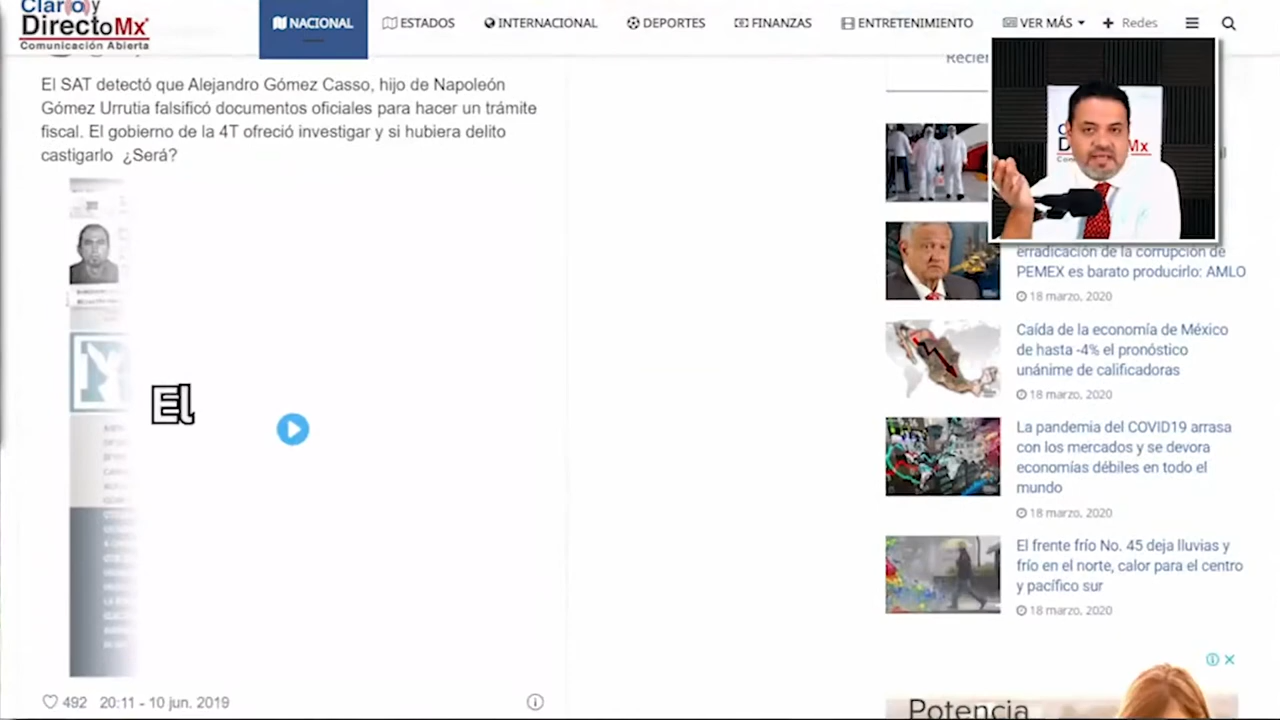 Claro y
DirectoMx
Comunicación Abierta
NACIONAL
ESTADOS
INTERNACIONAL
DEPORTES
FINANZAS
ENTRETENIMIENTO
VER MÁS
Redes
El SAT detectó que Alejandro Gómez Casso, hijo de Napoleón
Gómez Urrutia falsificó documentos oficiales para hacer un trámite
fiscal. El gobierno de la 4T ofreció investigar y si hubiera delito
castigarlo ¿Será?
El
492 20:11 - 10 jun. 2019
Mx
erradicación de la corrupción de
PEMEX es barato producirlo: AMLO
18 marzo, 2020
Caída de la economía de México
de hasta -4% el pronóstico
unánime de calificadoras
18 marzo, 2020
La pandemia del COVID19 arrasa
con los mercados y se devora
economías débiles en todo el
mundo
18 marzo, 2020
El frente frío No. 45 deja lluvias y
frío en el norte, calor para el centro
y pacífico sur
18 marzo, 2020
Potencia